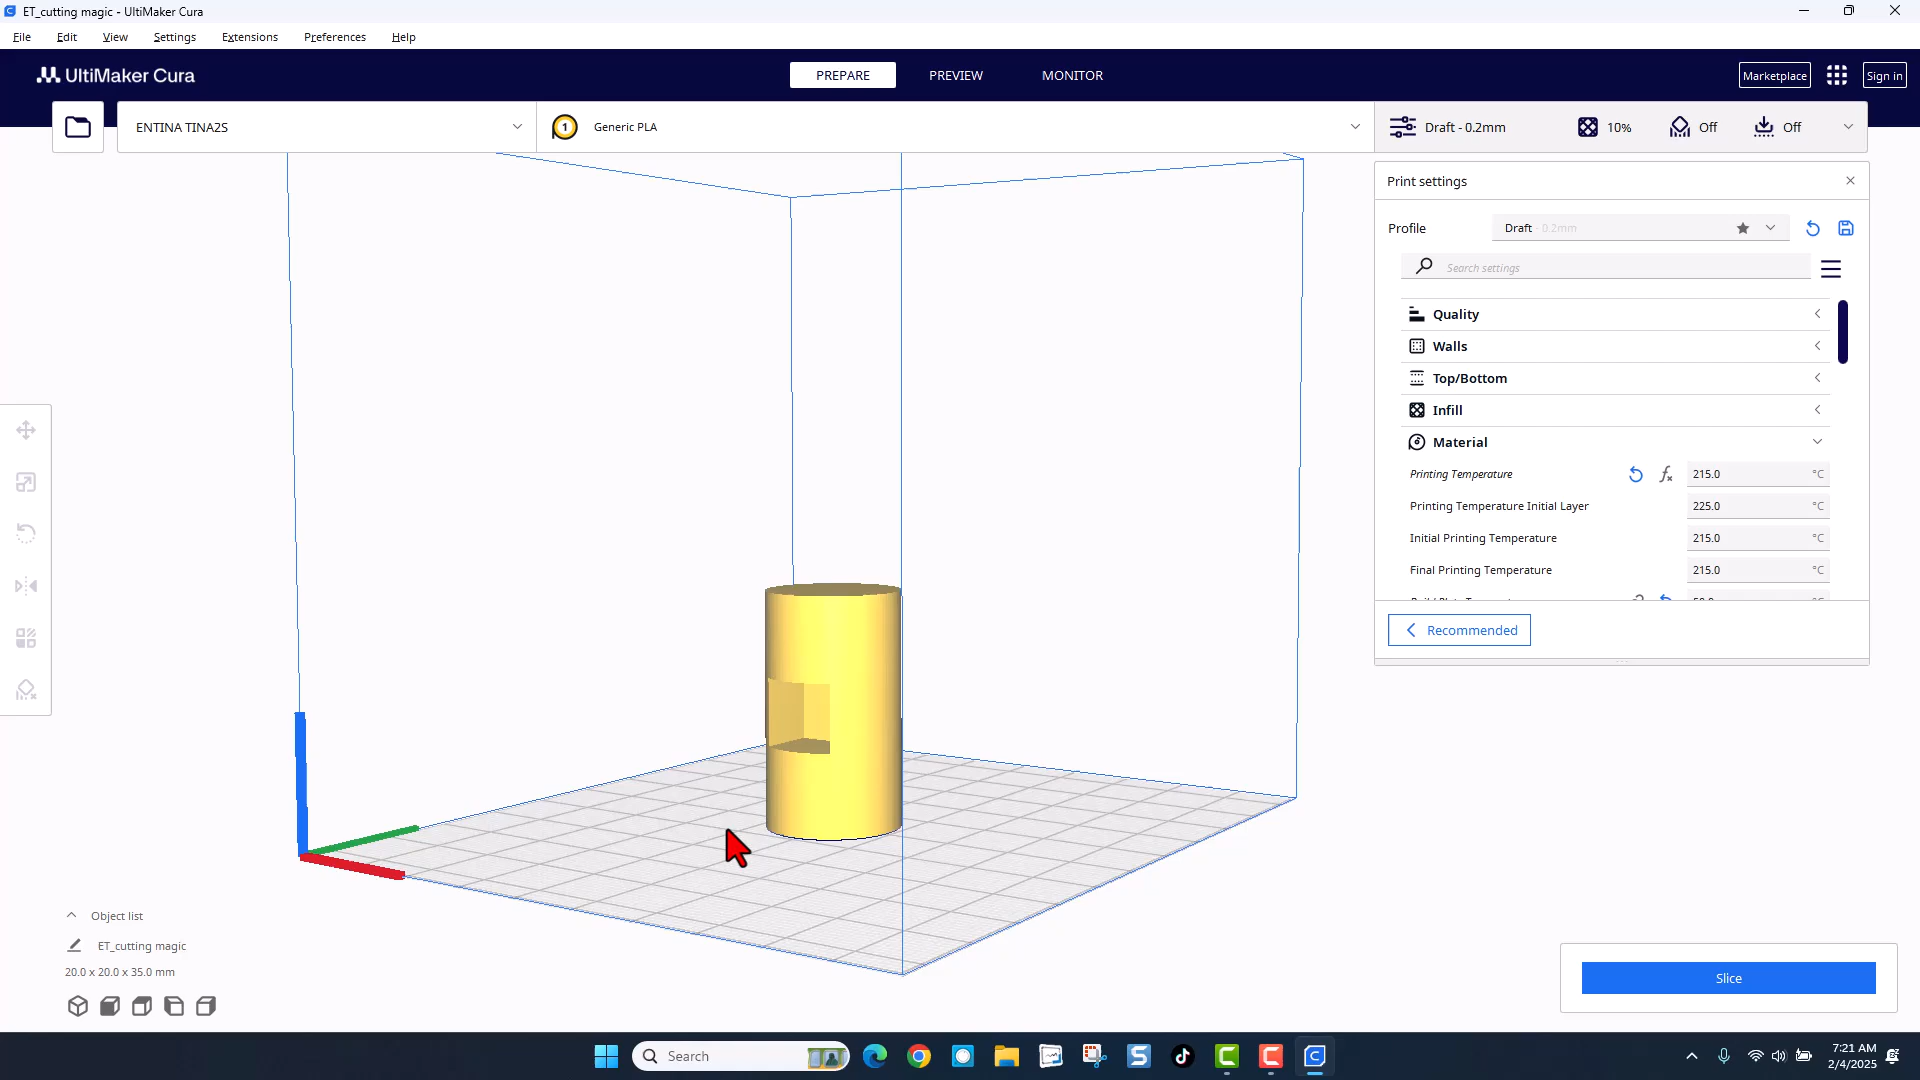 ET_cutting magic - UltiMaker Cura
File Edit View Settings Extensions Preferences Help
UltiMaker Cura
PREPARE PREVIEW MONITOR
Marketplace
Sign in
ENTINA TINA2S
1 Generic PLA
Draft - 0.2mm 10% Off Off
Print settings
Profile Draft - 0.2mm
Search settings
Quality
Walls
Top/Bottom
Infill
Material
Printing Temperature 215.0 °C
Printing Temperature Initial Layer 225.0 °C
Initial Printing Temperature 215.0 °C
Final Printing Temperature 215.0 °C
Recommended
Object list
ET_cutting magic
20.0 x 20.0 x 35.0 mm
Slice
Search
7:21 AM
2/4/2025